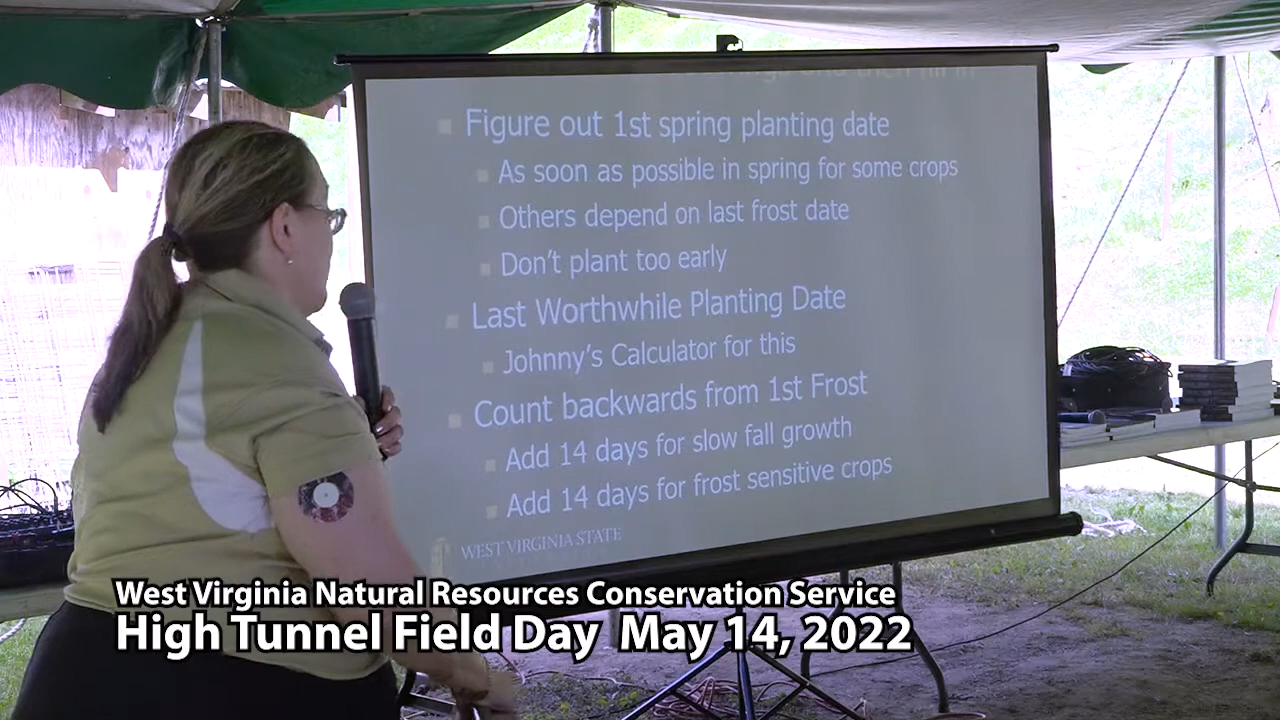 Figure out 1st spring planting date
As soon as possible in spring for some crops
Others depend on last frost date
Don't plant too early
Last Worthwhile Planting Date
Johnny's Calculator for this
Count backwards from 1st Frost
Add 14 days for slow fall growth
Add 14 days for frost sensitive crops
WEST VIRGINIA STATE
West Virginia Natural Resources Conservation Service
High Tunnel Field Day May 14, 2022